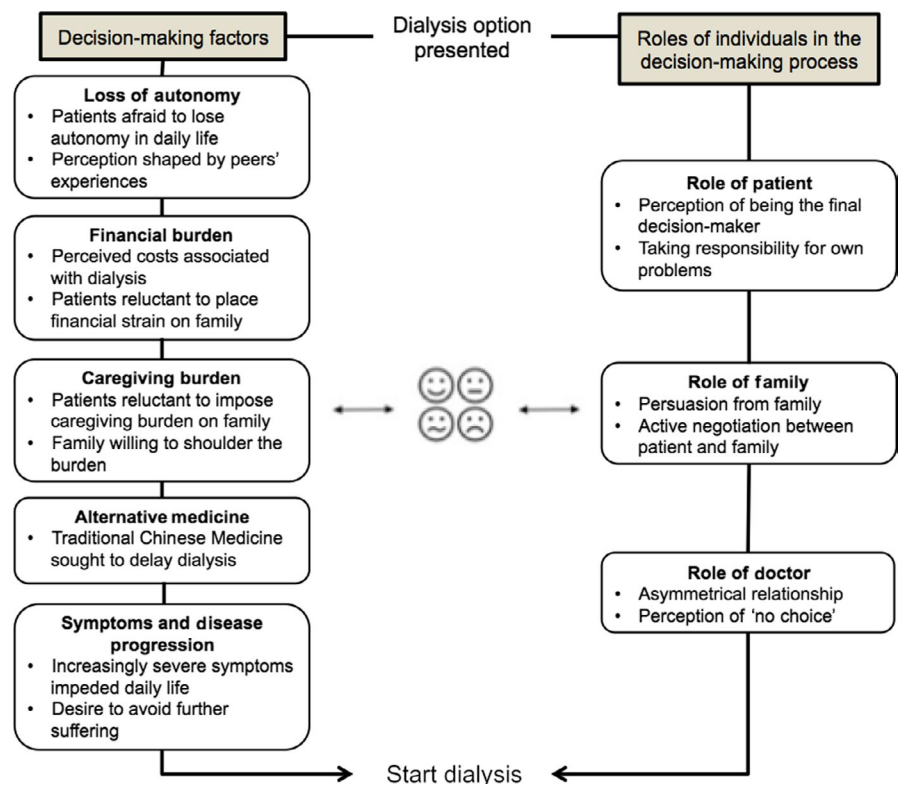 Decision-making factors
Dialysis option
presented
Roles of individuals in the
decision-making process
Loss of autonomy
• Patients afraid to lose
autonomy in daily life
• Perception shaped by peers’
experiences
Financial burden
• Perceived costs associated
with dialysis
• Patients reluctant to place
financial strain on family
Caregiving burden
• Patients reluctant to impose
caregiving burden on family
• Family willing to shoulder the
burden
Alternative medicine
• Traditional Chinese Medicine
sought to delay dialysis
Symptoms and disease
progression
• Increasingly severe symptoms
impeded daily life
• Desire to avoid further
suffering
Role of patient
• Perception of being the final
decision-maker
• Taking responsibility for own
problems
Role of family
• Persuasion from family
• Active negotiation between
patient and family
Role of doctor
• Asymmetrical relationship
• Perception of ‘no choice’
Start dialysis